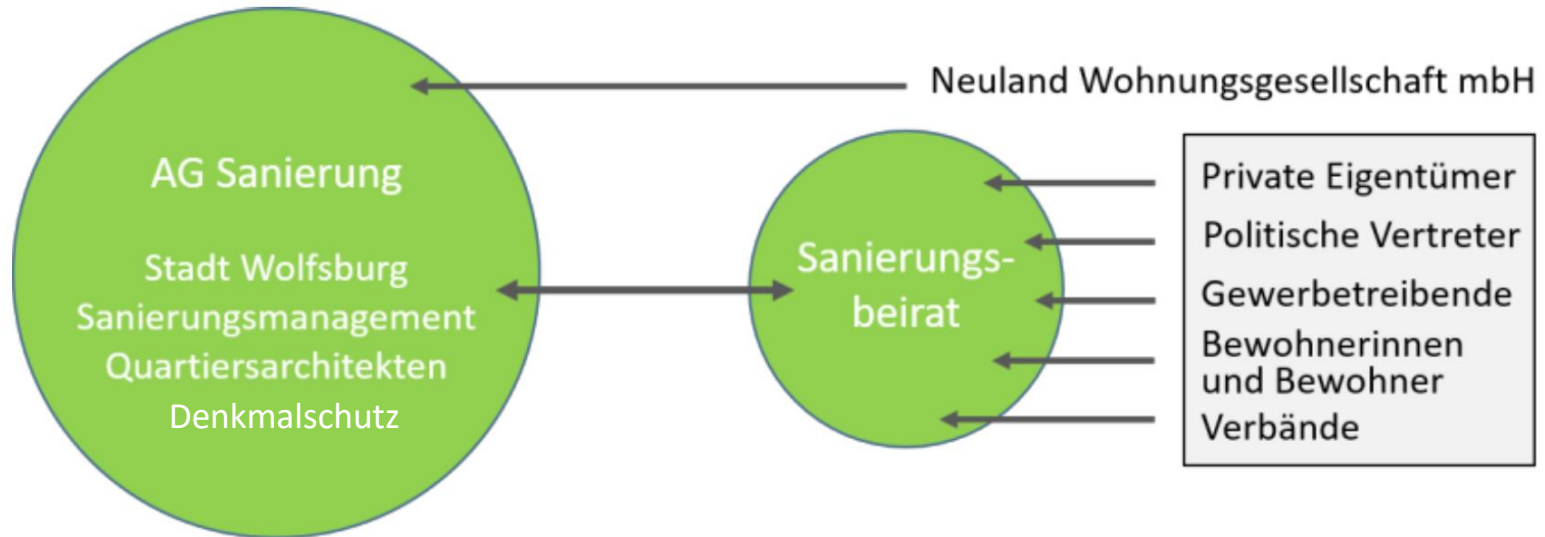 Neuland Wohnungsgesellschaft mbH
AG Sanierung
Stadt Wolfsburg
Sanierungsmanagement
Quartiersarchitekten
Denkmalschutz
Sanierungs-
beirat
Private Eigentümer
Politische Vertreter
Gewerbetreibende
Bewohnerinnen
und Bewohner
Verbände